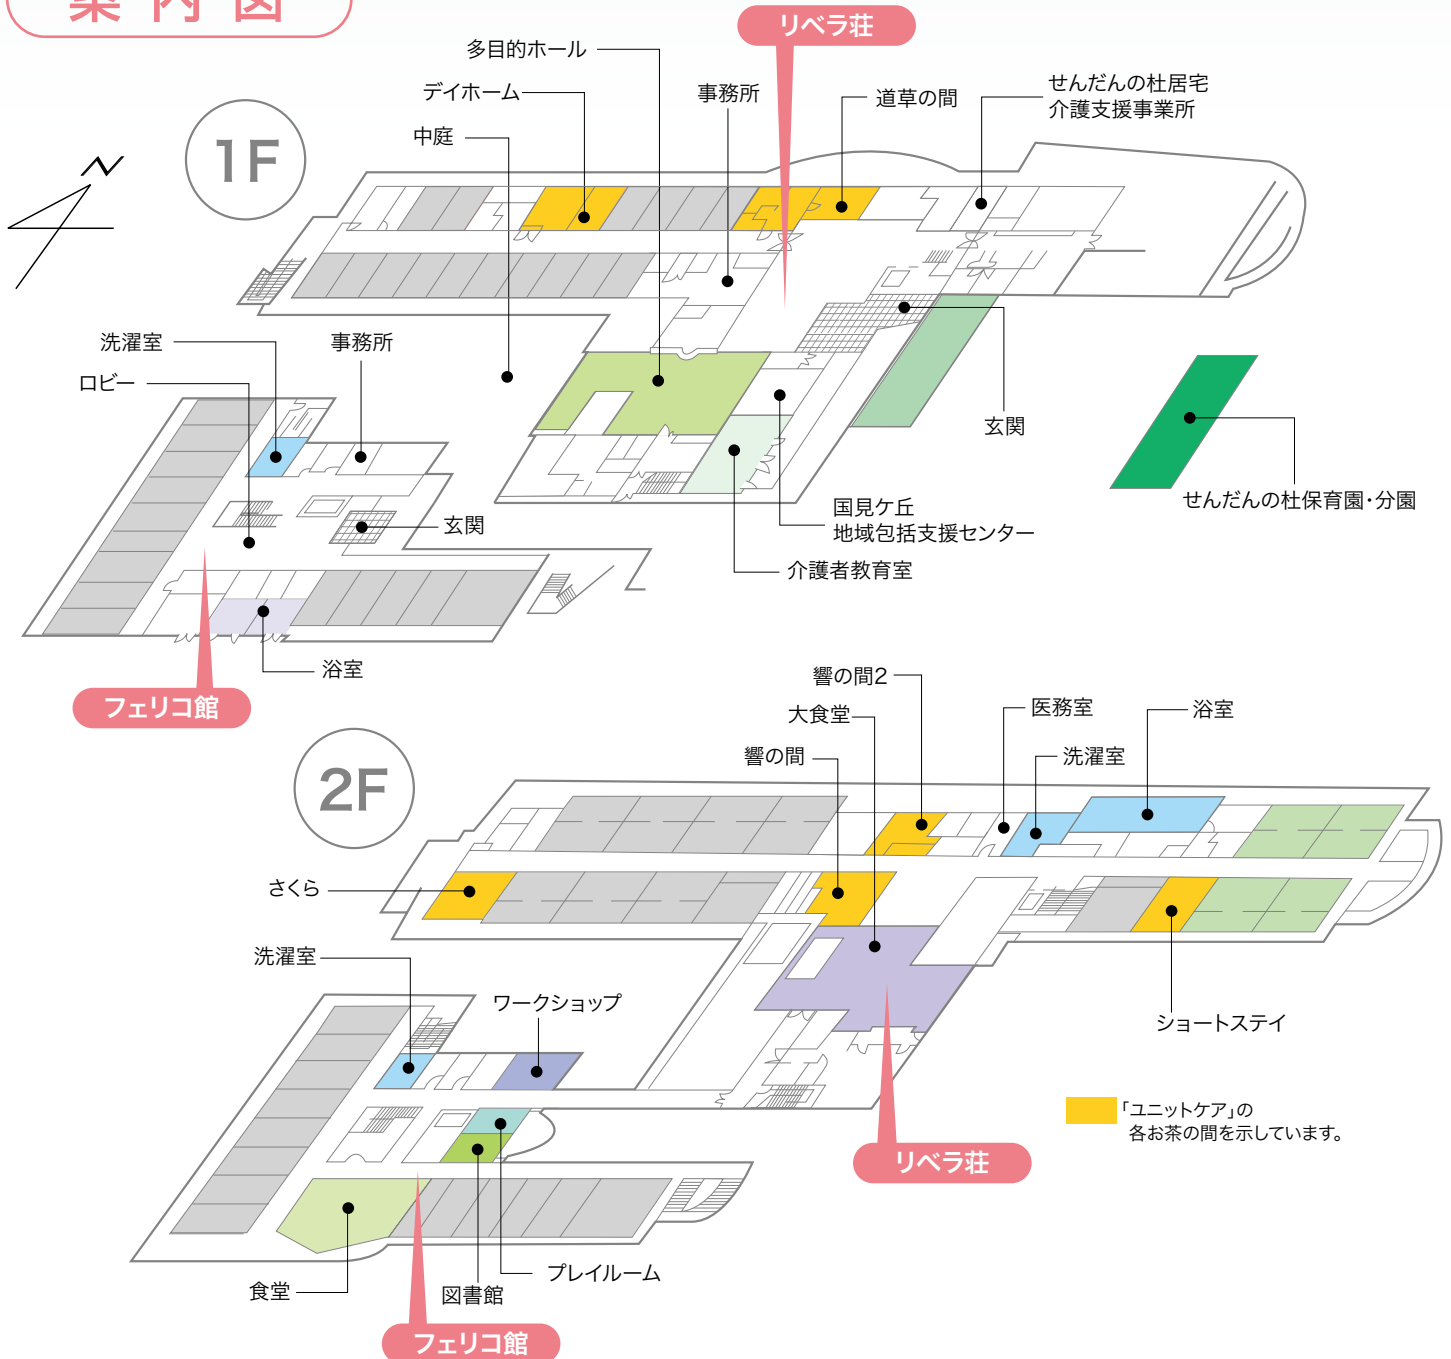 案内図
リベラ荘
多目的ホール
デイホーム
事務所
道草の間
せんだんの杜居宅
介護支援事業所
中庭
1F
洗濯室
事務所
ロビー
玄関
せんだんの杜保育園・分園
国見ケ丘
地域包括支援センター
玄関
介護者教育室
浴室
フェリコ館
響の間2
大食堂
医務室
浴室
響の間
洗濯室
2F
さくら
洗濯室
ワークショップ
ショートステイ
「ユニットケア」の
各お茶の間を示しています。
リベラ荘
プレイルーム
食堂
図書館
フェリコ館